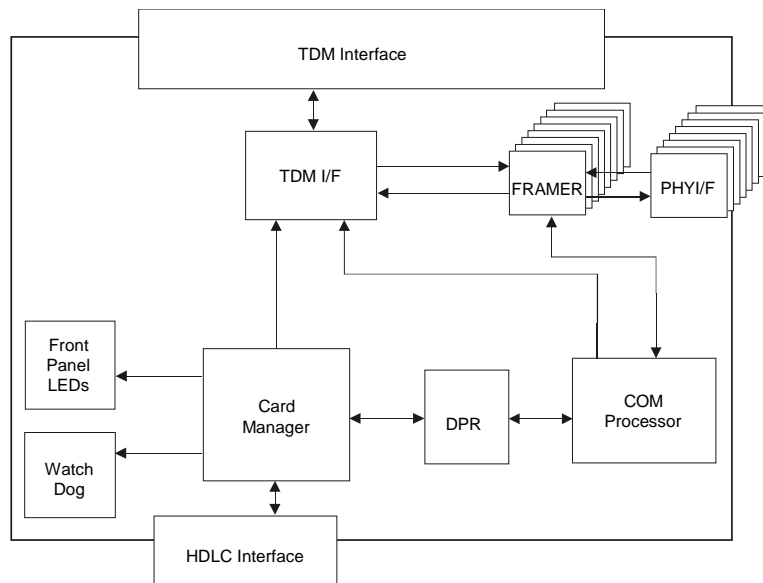 TDM Interface
TDM I/F
FRAMER
PHYI/F
Front
Panel
LEDs
Card
Manager
DPR
COM
Processor
Watch
Dog
HDLC Interface